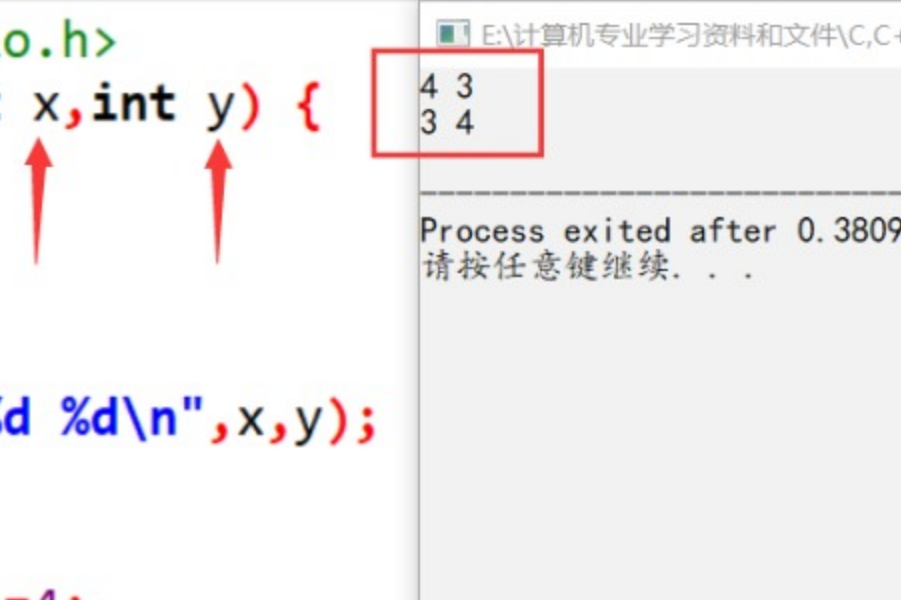 o.h>
x,int y) {
d %d\n",x,y);
=4;
E:\计算机专业学习资料和文件\C,C+
4 3
3 4
--------------------------------
Process exited after 0.3809
请按任意键继续. . .